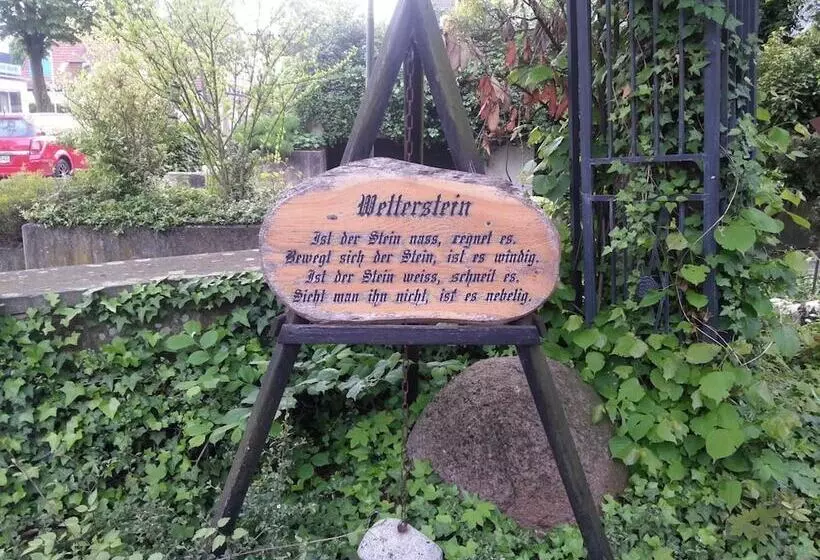 Wetterstein
Ist der Stein nass, regnet es.
Bewegt sich der Stein, ist es windig.
Ist der Stein weiss, schneit es.
Sieht man ihn nicht, ist es nebelig.